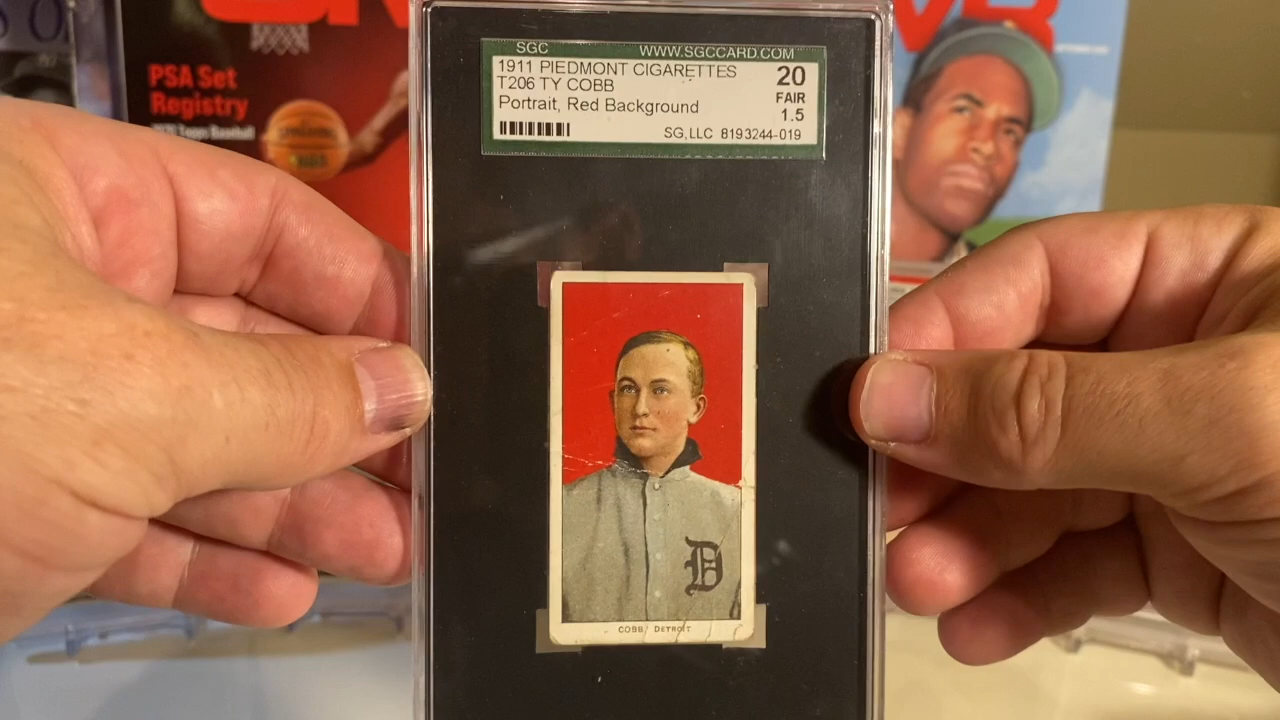 PSA Set
Registry
SGC WWW.SGCCARD.COM
1911 PIEDMONT CIGARETTES 20
T206 TY COBB FAIR
Portrait, Red Background 1.5
SG,LLC 8193244-019
SPALDING
D
COBB, DETROIT